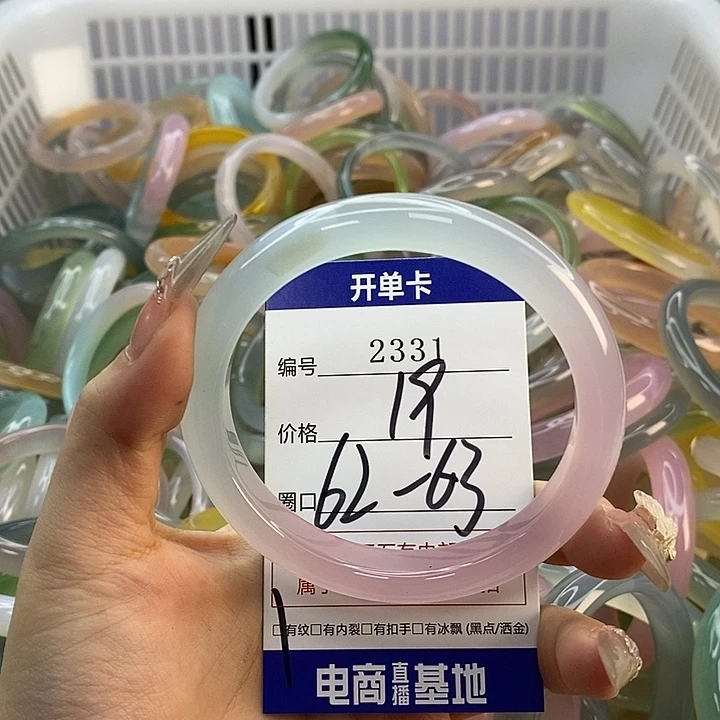 开单卡
编号 2331
价格 19
圈口 62-63
属
□有纹□有内裂□有扣手□有冰飘(黑点/洒金)
电商直播基地